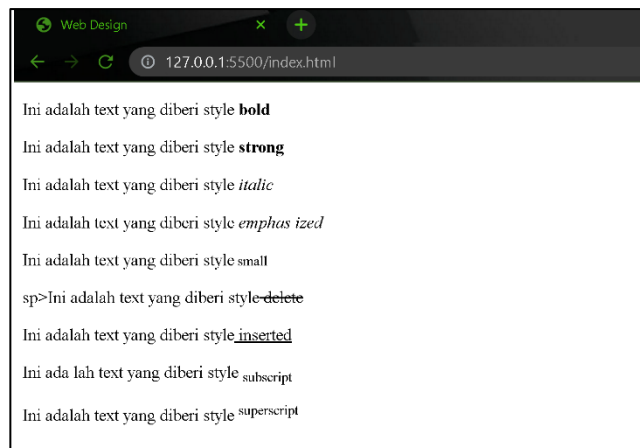 Web Design
127.0.0.1:5500/index.html
Ini adalah text yang diberi style bold
Ini adalah text yang diberi style strong
Ini adalah text yang diberi style italic
Ini adalah text yang diberi style emphas ized
Ini adalah text yang diberi style small
sp>Ini adalah text yang diberi style delete
Ini adalah text yang diberi style inserted
Ini ada lah text yang diberi style subscript
Ini adalah text yang diberi style superscript